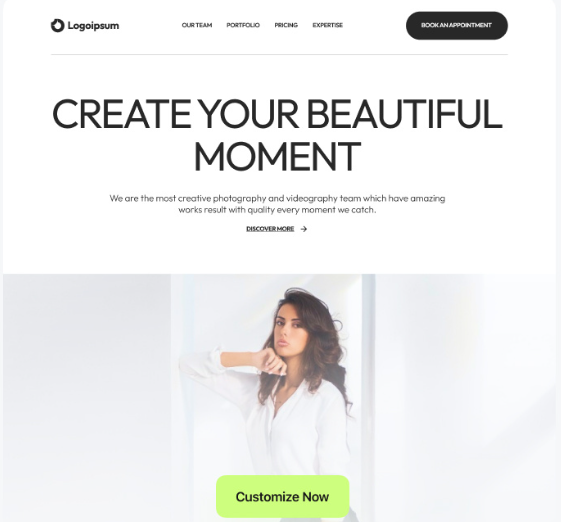 Logoipsum
OUR TEAM PORTFOLIO PRICING EXPERTISE
BOOK AN APPOINTMENT
CREATE YOUR BEAUTIFUL
MOMENT
We are the most creative photography and videography team which have amazing
works result with quality every moment we catch.
DISCOVER MORE →
Customize Now